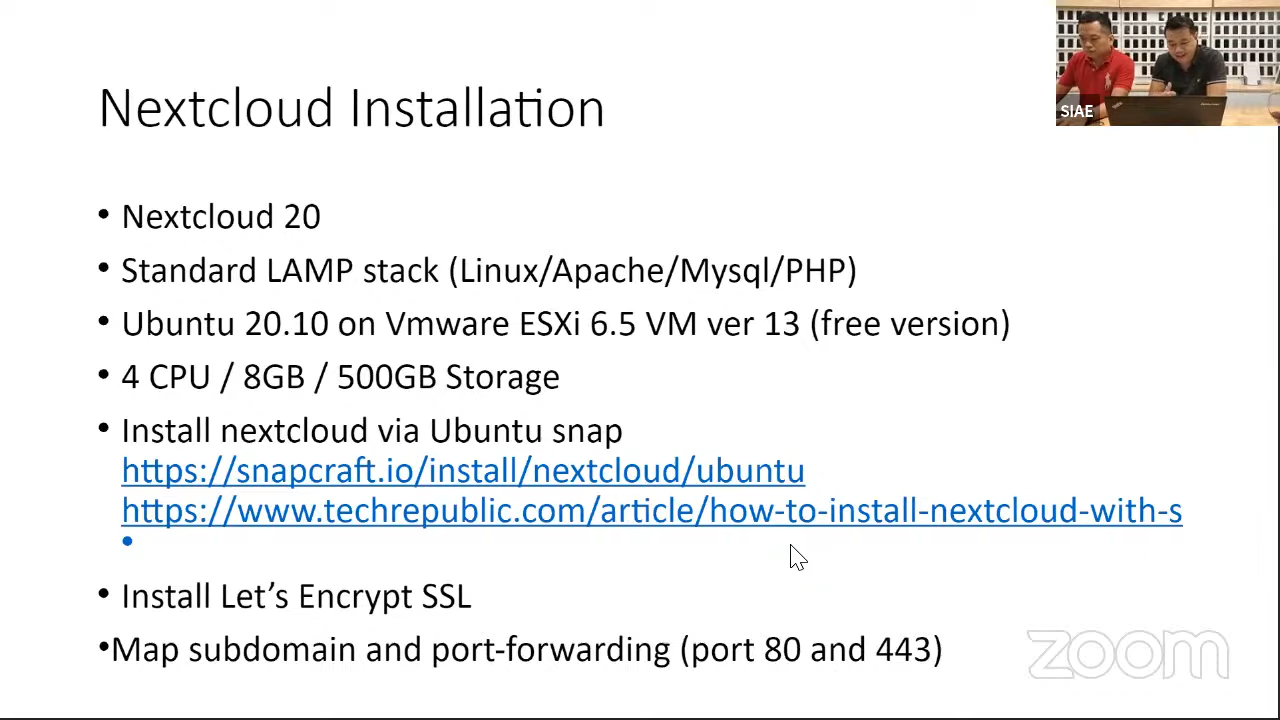 SIAE
Nextcloud Installation
• Nextcloud 20
• Standard LAMP stack (Linux/Apache/Mysql/PHP)
• Ubuntu 20.10 on Vmware ESXi 6.5 VM ver 13 (free version)
• 4 CPU / 8GB / 500GB Storage
• Install nextcloud via Ubuntu snap
https://snapcraft.io/install/nextcloud/ubuntu
https://www.techrepublic.com/article/how-to-install-nextcloud-with-s
•
• Install Let’s Encrypt SSL
•Map subdomain and port-forwarding (port 80 and 443)
zoom